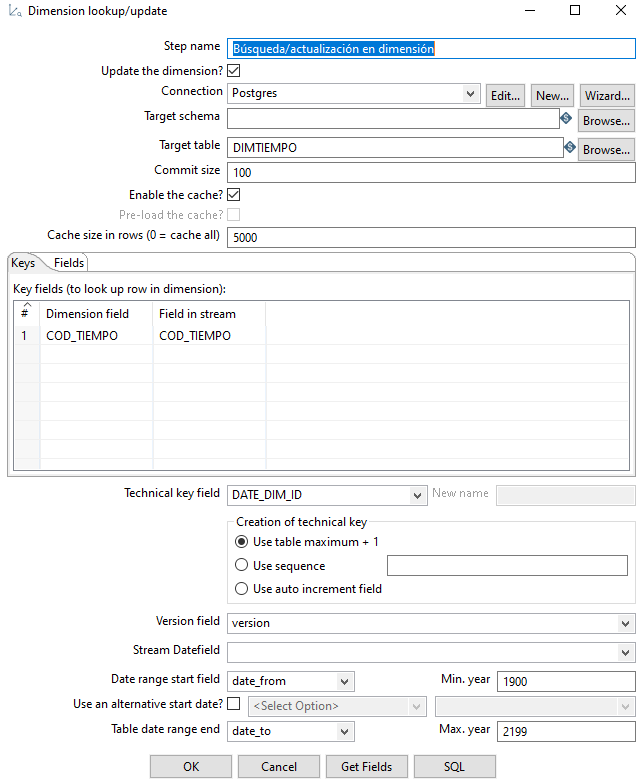 Dimension lookup/update
Step name Búsqueda/actualización en dimensión
Update the dimension?
Connection Postgres Edit... New... Wizard...
Target schema Browse...
Target table DIMTIEMPO Browse...
Commit size 100
Enable the cache?
Pre-load the cache?
Cache size in rows (0 = cache all) 5000
Keys Fields
Key fields (to look up row in dimension):
# Dimension field Field in stream
1 COD_TIEMPO COD_TIEMPO
Technical key field DATE_DIM_ID New name
Creation of technical key
Use table maximum + 1
Use sequence
Use auto increment field
Version field version
Stream Datefield
Date range start field date_from Min. year 1900
Use an alternative start date? <Select Option>
Table date range end date_to Max. year 2199
OK Cancel Get Fields SQL